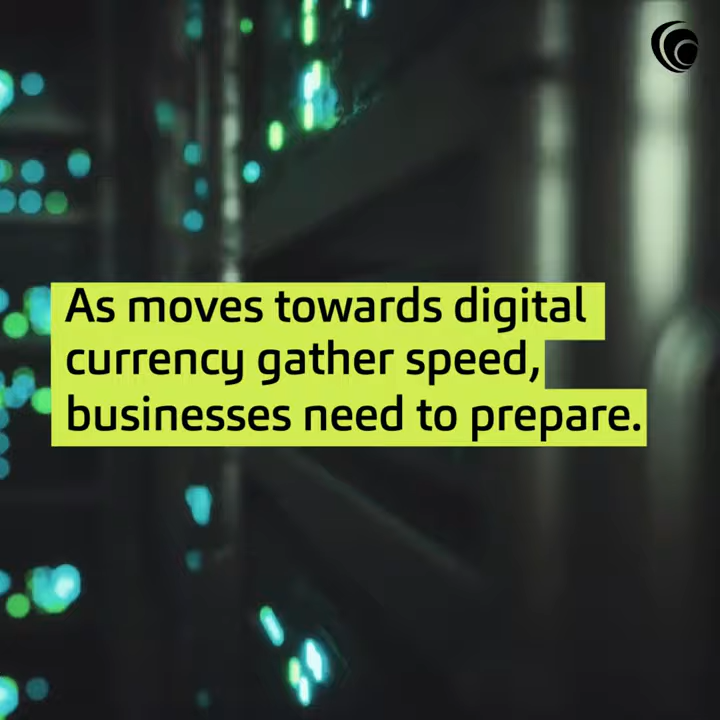 As moves towards digital
currency gather speed,
businesses need to prepare.